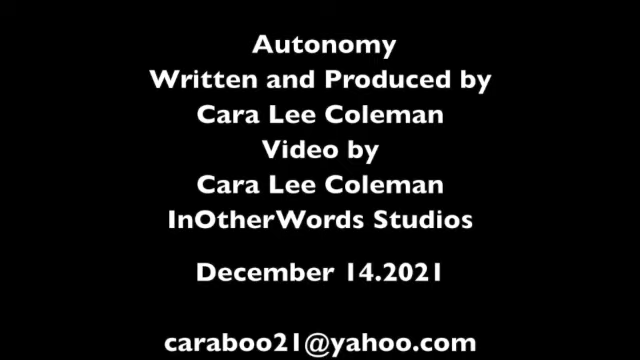 Autonomy
Written and Produced by
Cara Lee Coleman
Video by
Cara Lee Coleman
InOtherWords Studios
December 14.2021
caraboo21@yahoo.com